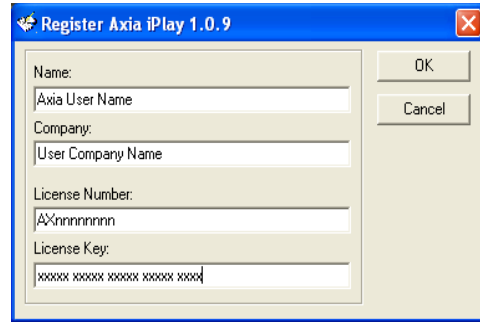 Register Axia iPlay 1.0.9
Name:
Axia User Name
Company:
User Company Name
License Number:
AXnnnnnnnn
License Key:
xxxxx xxxxx xxxxx xxxxx xxxx
OK
Cancel